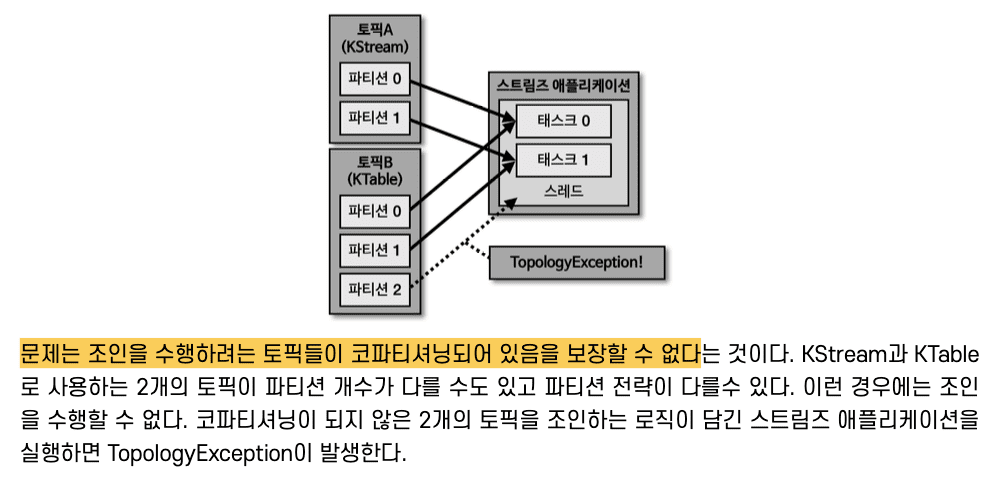 토픽A
(KStream)
파티션 0
파티션 1
토픽B
(KTable)
파티션 0
파티션 1
파티션 2
스트림즈 애플리케이션
태스크 0
태스크 1
스레드
TopologyException!
문제는 조인을 수행하려는 토픽들이 코파티셔닝되어 있음을 보장할 수 없다는 것이다. KStream과 KTable
로 사용하는 2개의 토픽이 파티션 개수가 다를 수도 있고 파티션 전략이 다를수 있다. 이런 경우에는 조인
을 수행할 수 없다. 코파티셔닝이 되지 않은 2개의 토픽을 조인하는 로직이 담긴 스트림즈 애플리케이션을
실행하면 TopologyException이 발생한다.